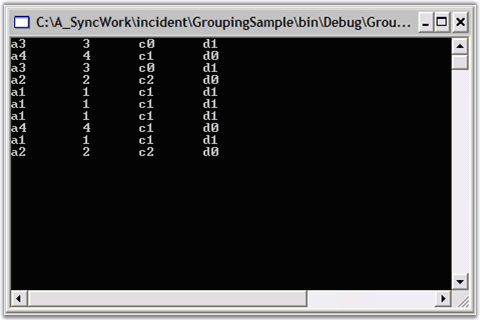 C:\A_SyncWork\incident\GroupingSample\bin\Debug\Grou...
a3 3 c0 d1
a4 4 c1 d0
a3 3 c0 d1
a2 2 c2 d0
a1 1 c1 d1
a1 1 c1 d1
a1 1 c1 d1
a4 4 c1 d0
a1 1 c1 d1
a2 2 c2 d0